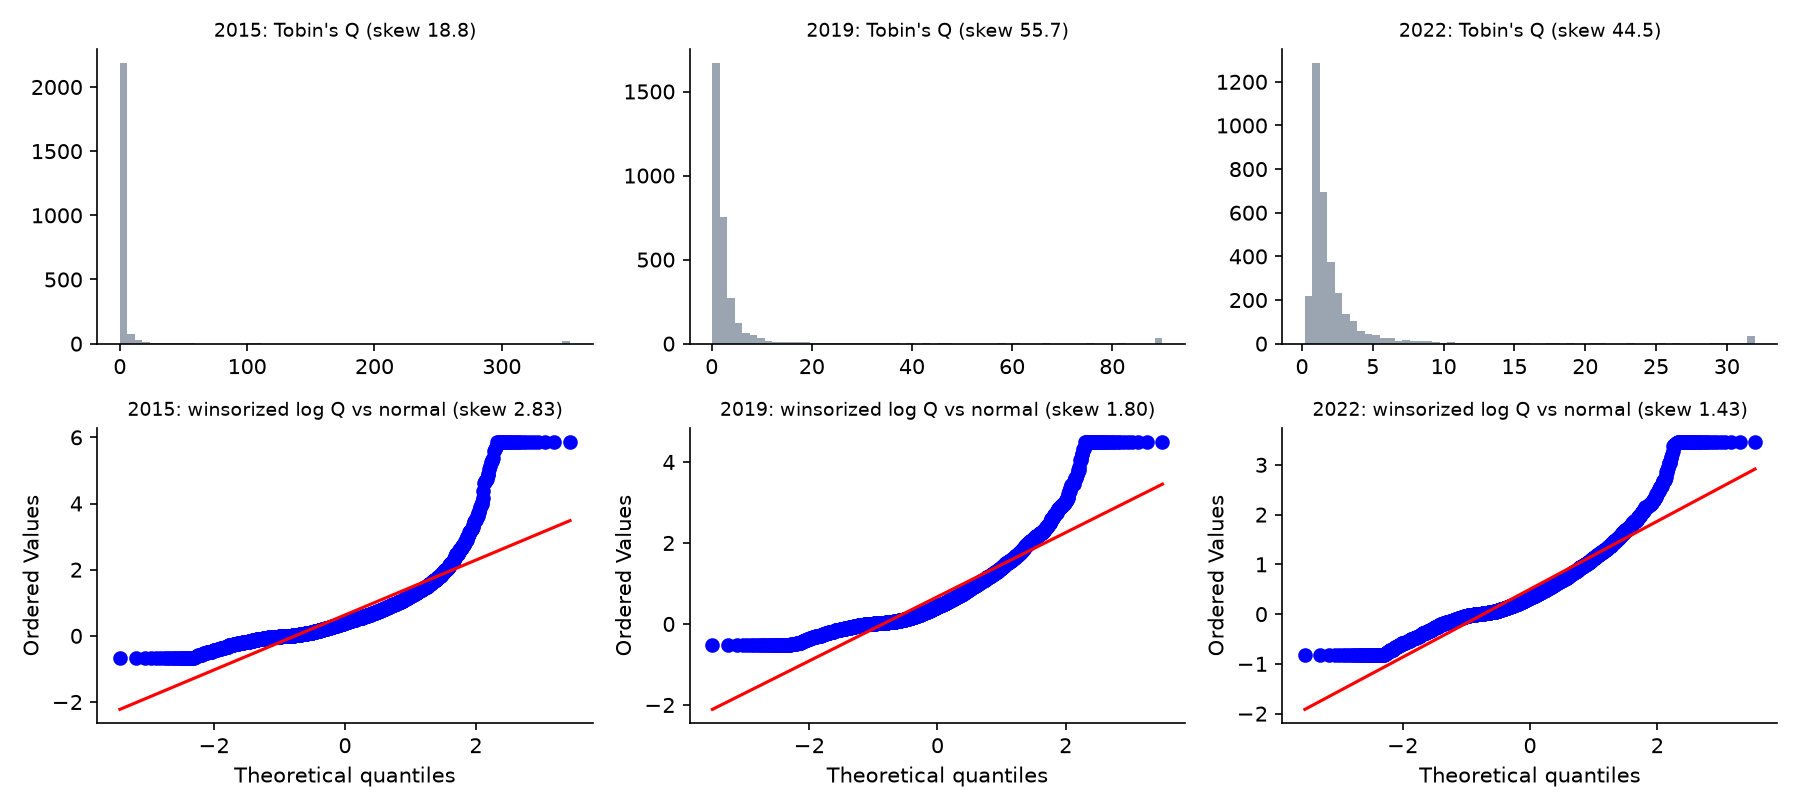 2015: Tobin's Q (skew 18.8)
2000
1500
1000
500
0
0 100 200 300
2019: Tobin's Q (skew 55.7)
1500
1000
500
0
0 20 40 60 80
2022: Tobin's Q (skew 44.5)
1200
1000
800
600
400
200
0
0 5 10 15 20 25 30
2015: winsorized log Q vs normal (skew 2.83)
Ordered Values
6
4
2
0
−2
−2 0 2
Theoretical quantiles
2019: winsorized log Q vs normal (skew 1.80)
Ordered Values
4
2
0
−2
−2 0 2
Theoretical quantiles
2022: winsorized log Q vs normal (skew 1.43)
Ordered Values
3
2
1
0
−1
−2
−2 0 2
Theoretical quantiles